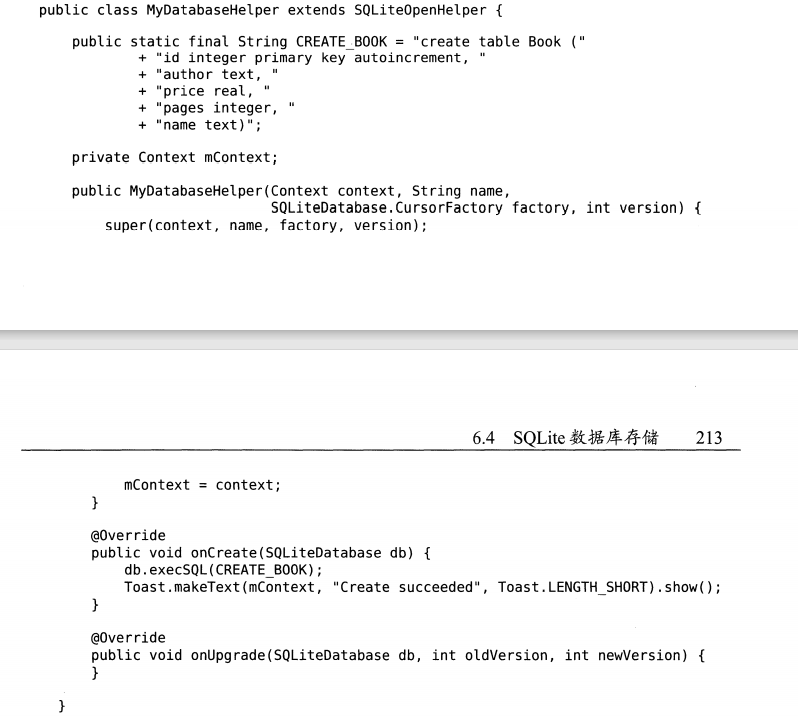 public class MyDatabaseHelper extends SQLiteOpenHelper {
public static final String CREATE_BOOK = "create table Book ("
+ "id integer primary key autoincrement, "
+ "author text, "
+ "price real, "
+ "pages integer, "
+ "name text)";
private Context mContext;
public MyDatabaseHelper(Context context, String name,
SQLiteDatabase.CursorFactory factory, int version) {
super(context, name, factory, version);
6.4 SQLite 数据库存储 213
mContext = context;
}
@Override
public void onCreate(SQLiteDatabase db) {
db.execSQL(CREATE_BOOK);
Toast.makeText(mContext, "Create succeeded", Toast.LENGTH_SHORT).show();
}
@Override
public void onUpgrade(SQLiteDatabase db, int oldVersion, int newVersion) {
}
}